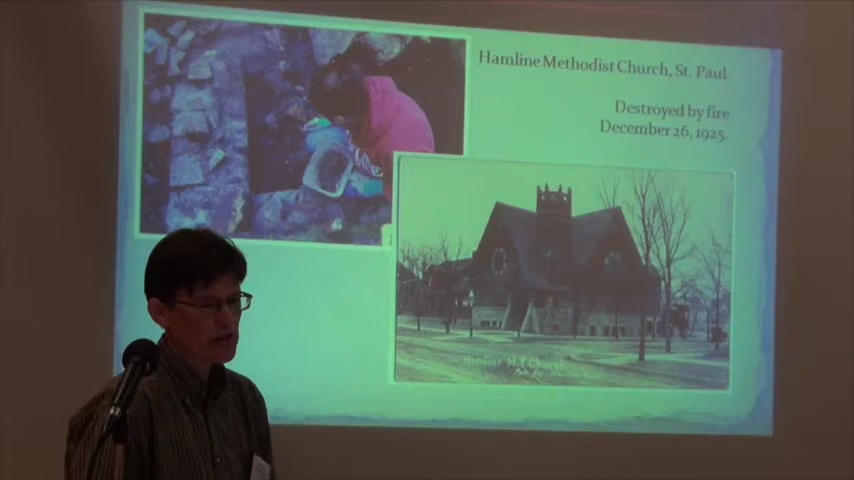 Hamline Methodist Church, St. Paul
Destroyed by fire
December 26, 1925.
Hamline M.E. Church